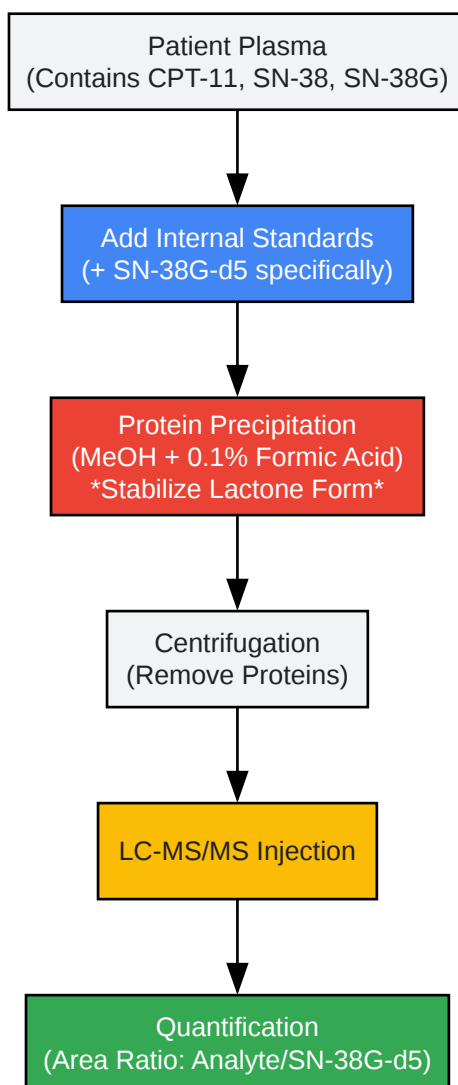 Patient Plasma
(Contains CPT-11, SN-38, SN-38G)
Add Internal Standards
(+ SN-38G-d5 specifically)
Protein Precipitation
(MeOH + 0.1% Formic Acid)
*Stabilize Lactone Form*
Centrifugation
(Remove Proteins)
LC-MS/MS Injection
Quantification
(Area Ratio: Analyte/SN-38G-d5)